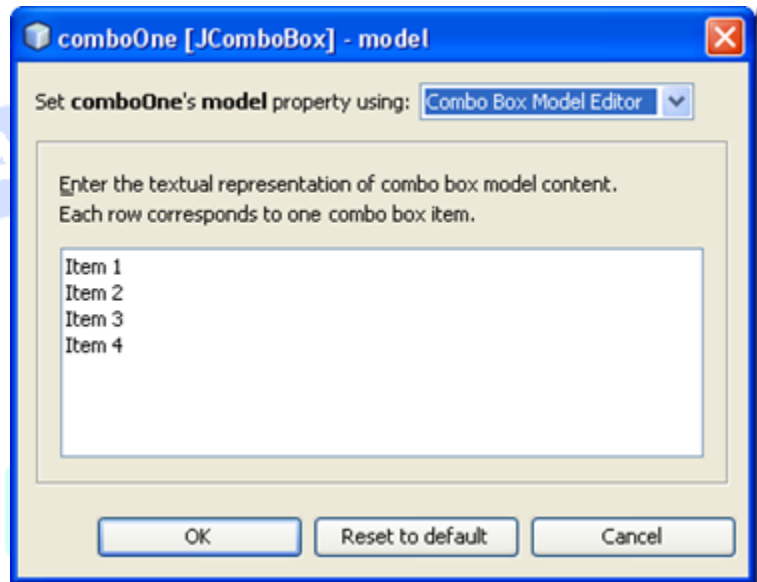 comboOne [JComboBox] - model
Set comboOne's model property using: Combo Box Model Editor
Enter the textual representation of combo box model content.
Each row corresponds to one combo box item.
Item 1
Item 2
Item 3
Item 4
OK Reset to default Cancel